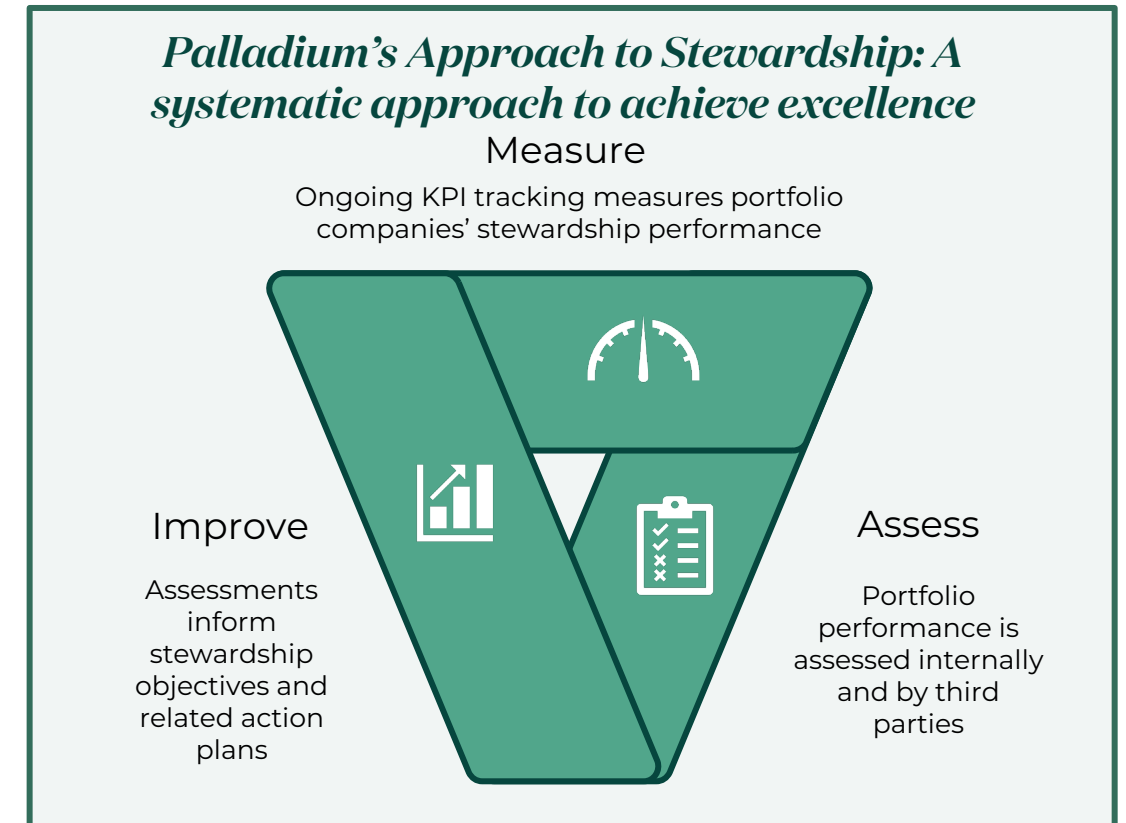 Palladium’s Approach to Stewardship: A
systematic approach to achieve excellence
Measure
Ongoing KPI tracking measures portfolio
companies’ stewardship performance
Improve
Assessments
inform
stewardship
objectives and
related action
plans
Assess
Portfolio
performance is
assessed internally
and by third
parties